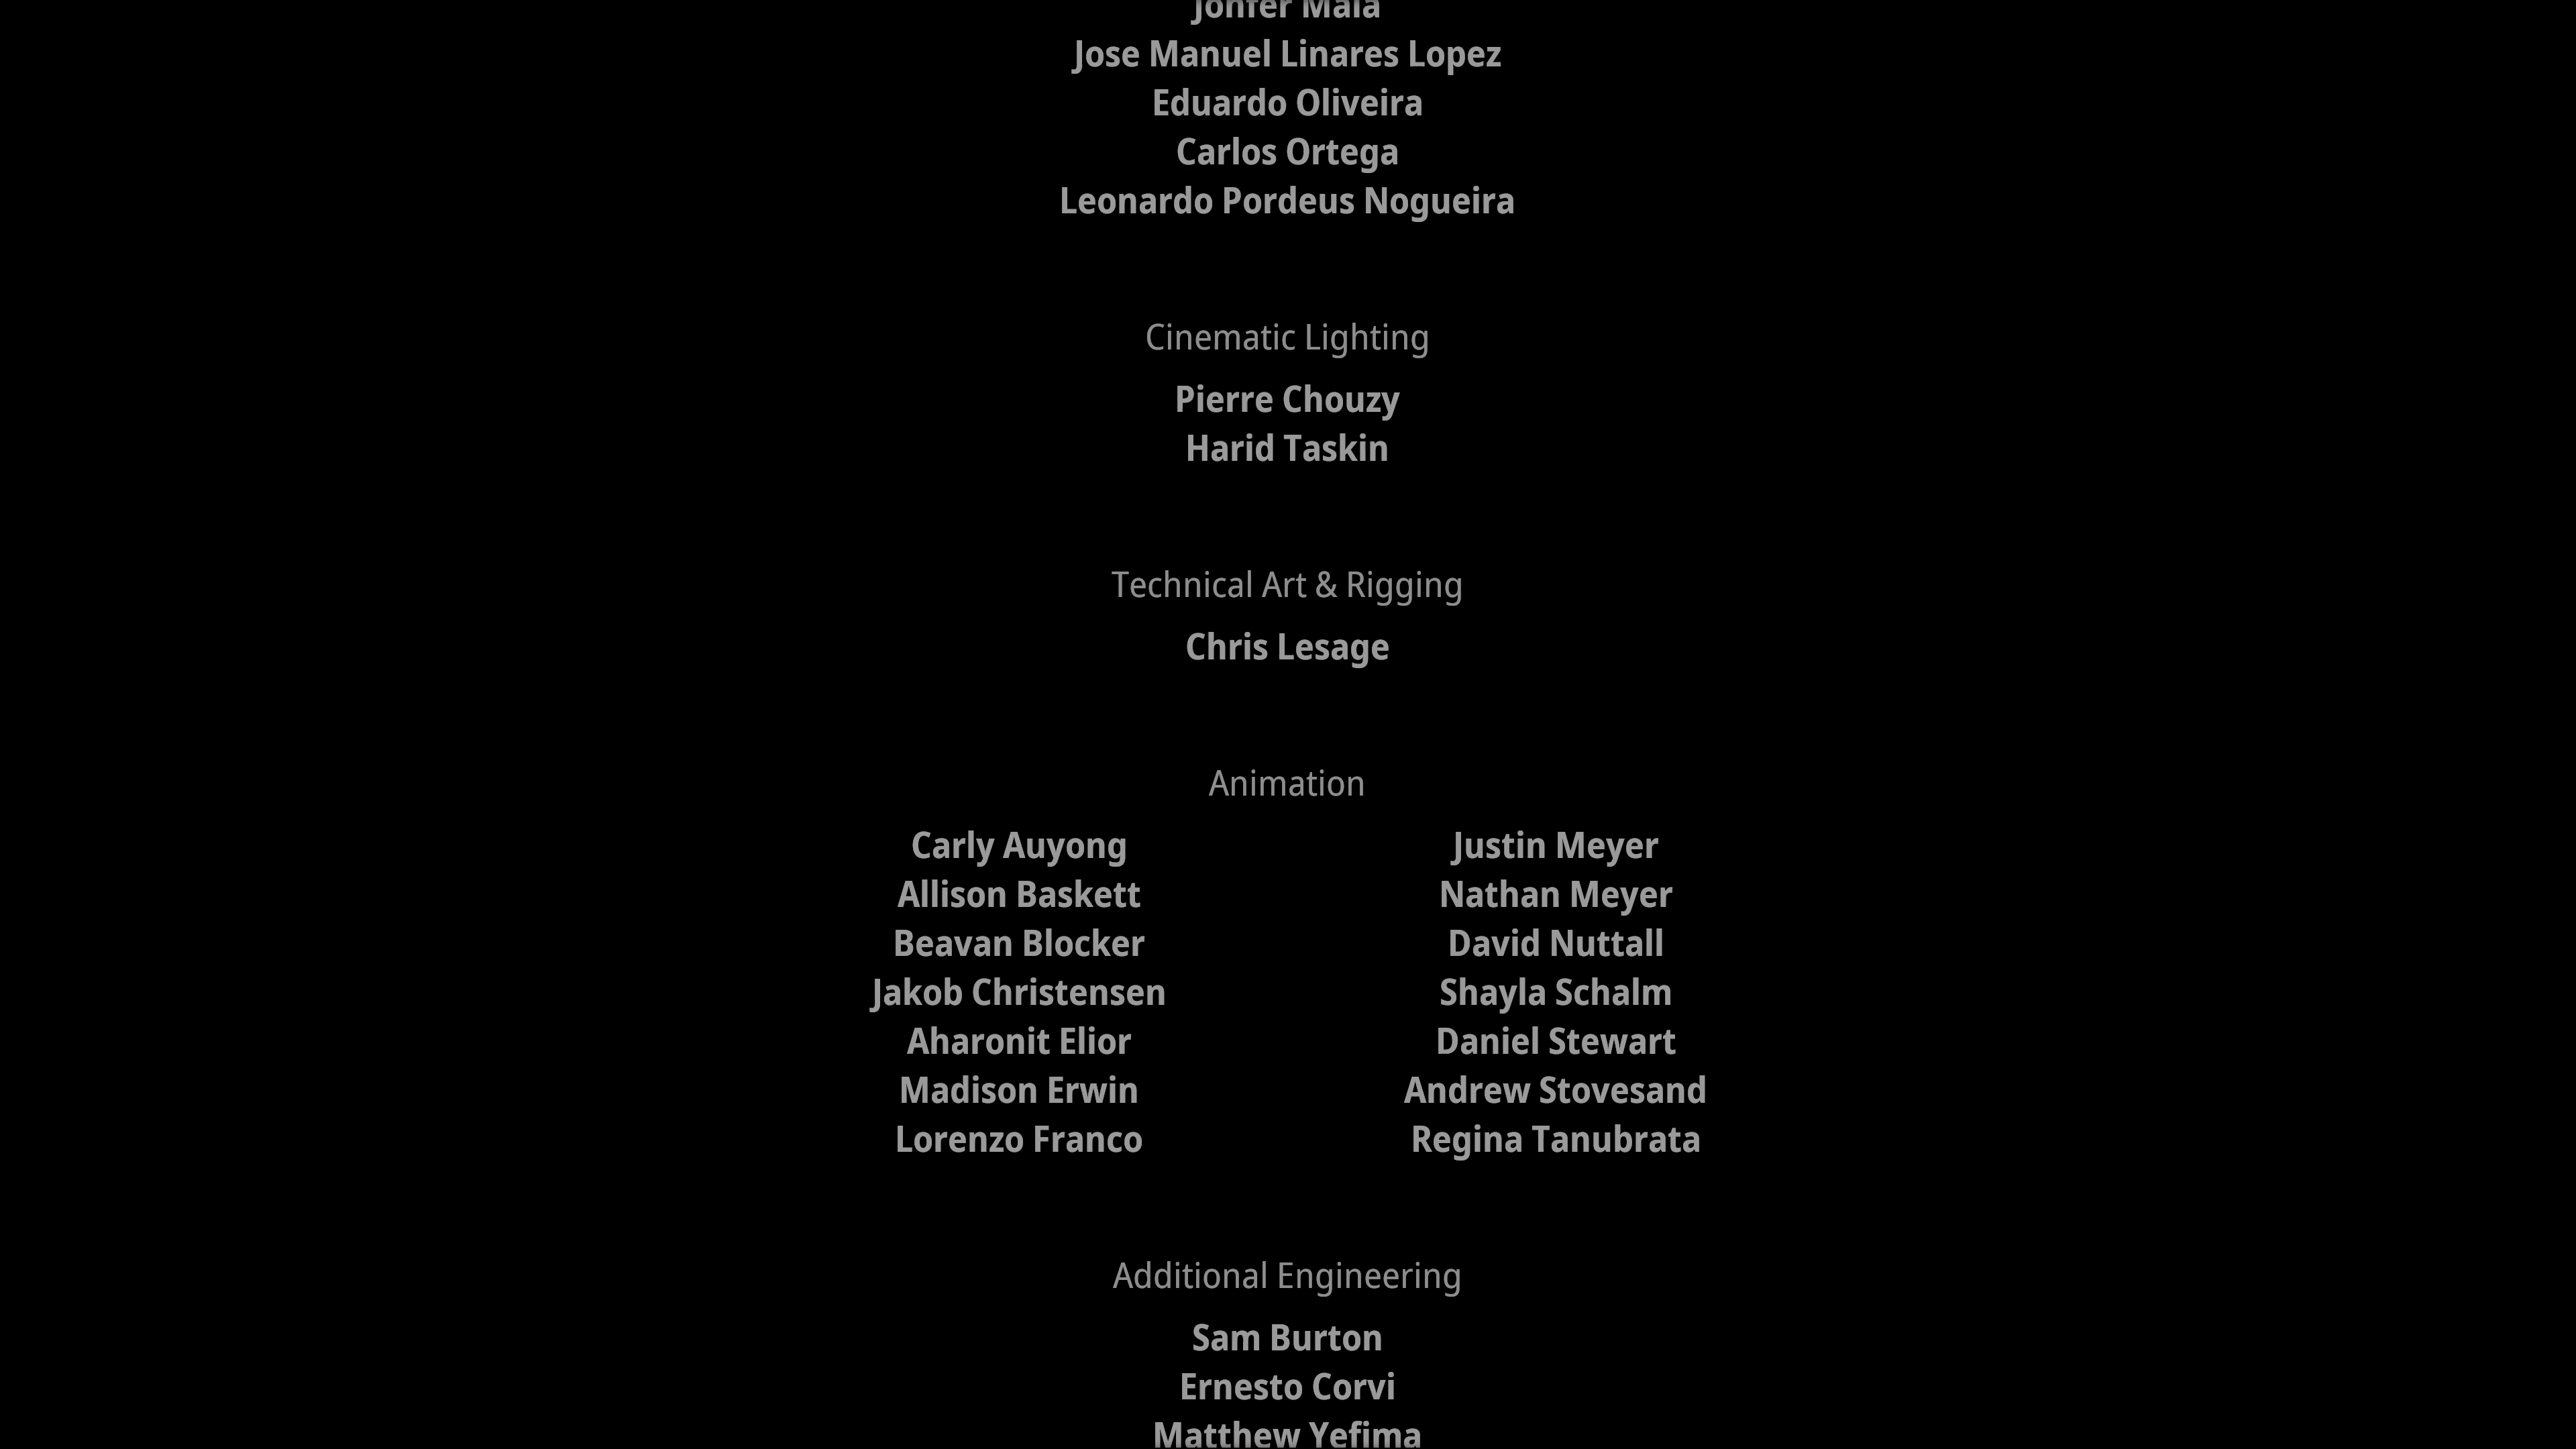 Jonfer Maia
Jose Manuel Linares Lopez
Eduardo Oliveira
Carlos Ortega
Leonardo Pordeus Nogueira
Cinematic Lighting
Pierre Chouzy
Harid Taskin
Technical Art & Rigging
Chris Lesage
Animation
Carly Auyong
Allison Baskett
Beavan Blocker
Jakob Christensen
Aharonit Elior
Madison Erwin
Lorenzo Franco
Justin Meyer
Nathan Meyer
David Nuttall
Shayla Schalm
Daniel Stewart
Andrew Stovesand
Regina Tanubrata
Additional Engineering
Sam Burton
Ernesto Corvi
Matthew Yefima